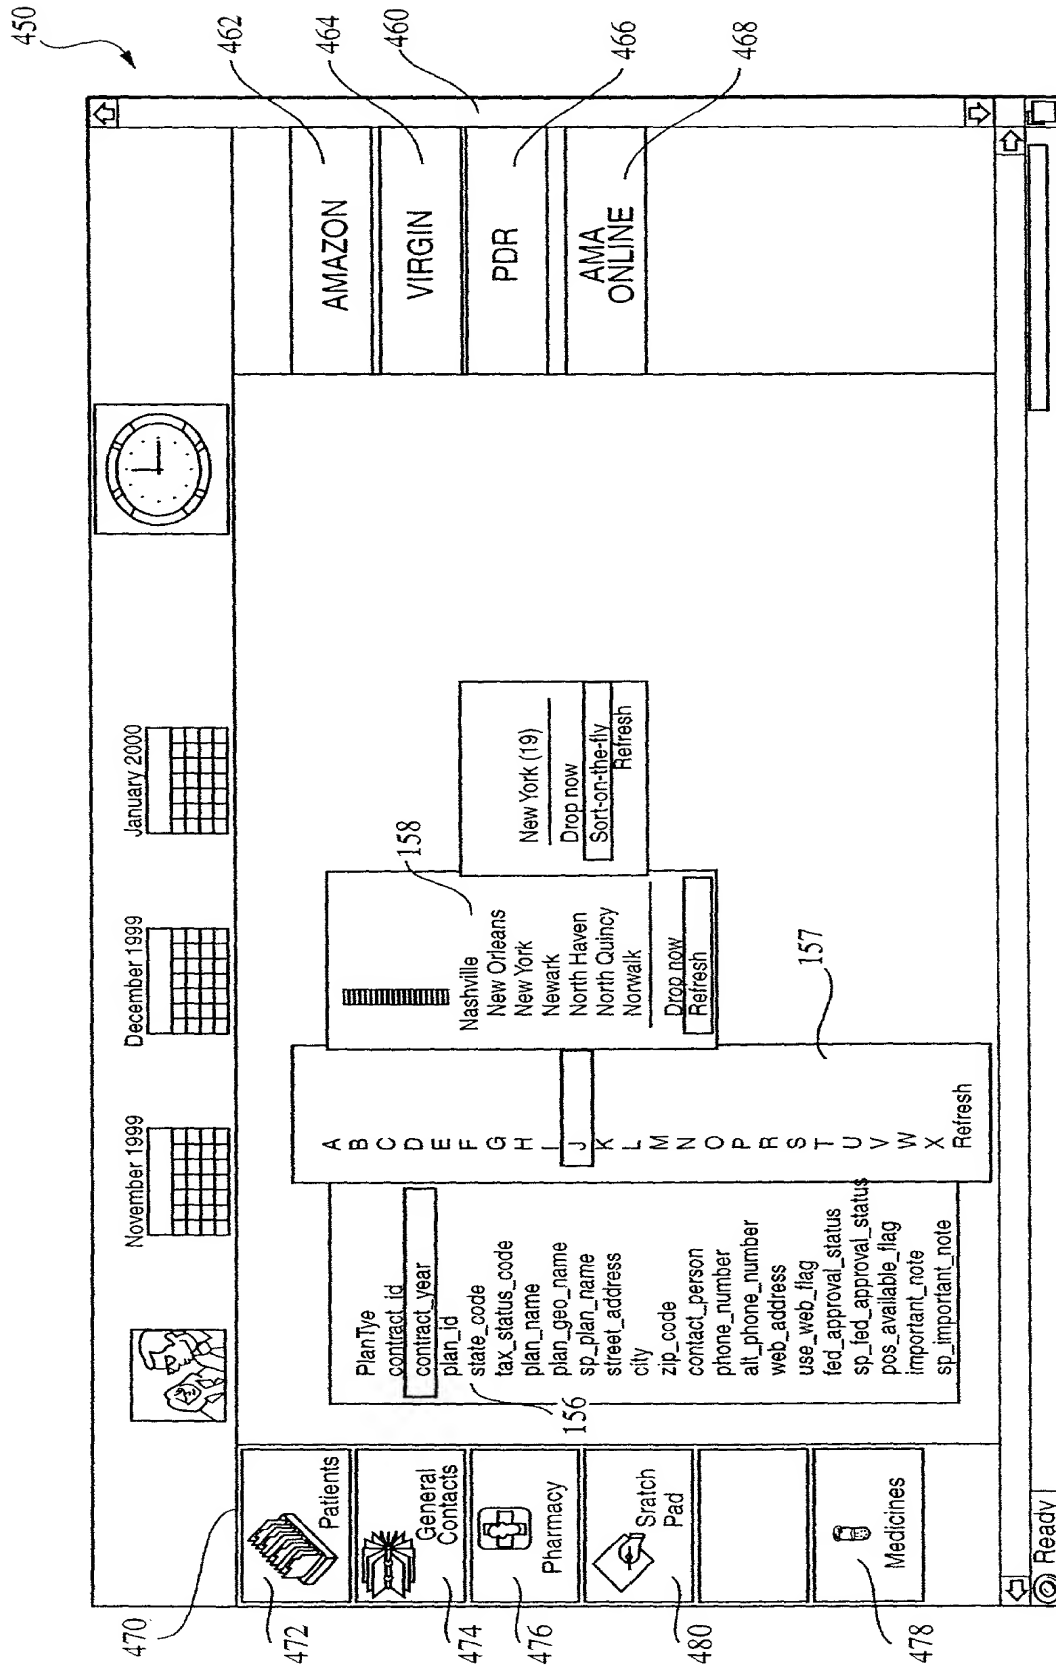 450
462
464
460
466
468
November 1999
December 1999
January 2000
AMAZON
VIRGIN
PDR
AMA
ONLINE
470
472
Patients
474
General
Contacts
476
Pharmacy
480
Sratch
Pad
478
Medicines
PlanTye
contract_id
contract_year
plan_id
state_code
tax_status_code
plan_name
plan_geo_name
sp_plan_name
street_address
city
zip_code
contact_person
phone_number
alt_phone_number
web_address
use_web_flag
fed_approval_status
sp_fed_approval_status
pos_available_flag
important_note
sp_important_note
156
A
B
C
D
E
F
G
H
I
J
K
L
M
N
O
P
R
S
T
U
V
W
X
Refresh
157
158
Nashville
New Orleans
New York
Newark
North Haven
North Quincy
Norwalk
Drop now
Refresh
New York (19)
Drop now
Sort-on-the-fly
Refresh
Ready